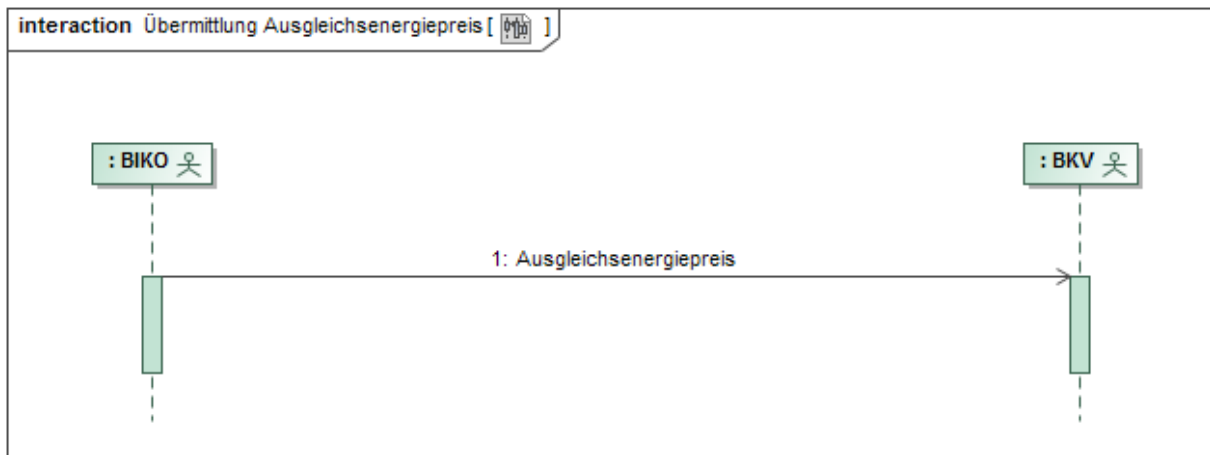 interaction Übermittlung Ausgleichsenergiepreis [ ]
: BIKO
: BKV
1: Ausgleichsenergiepreis